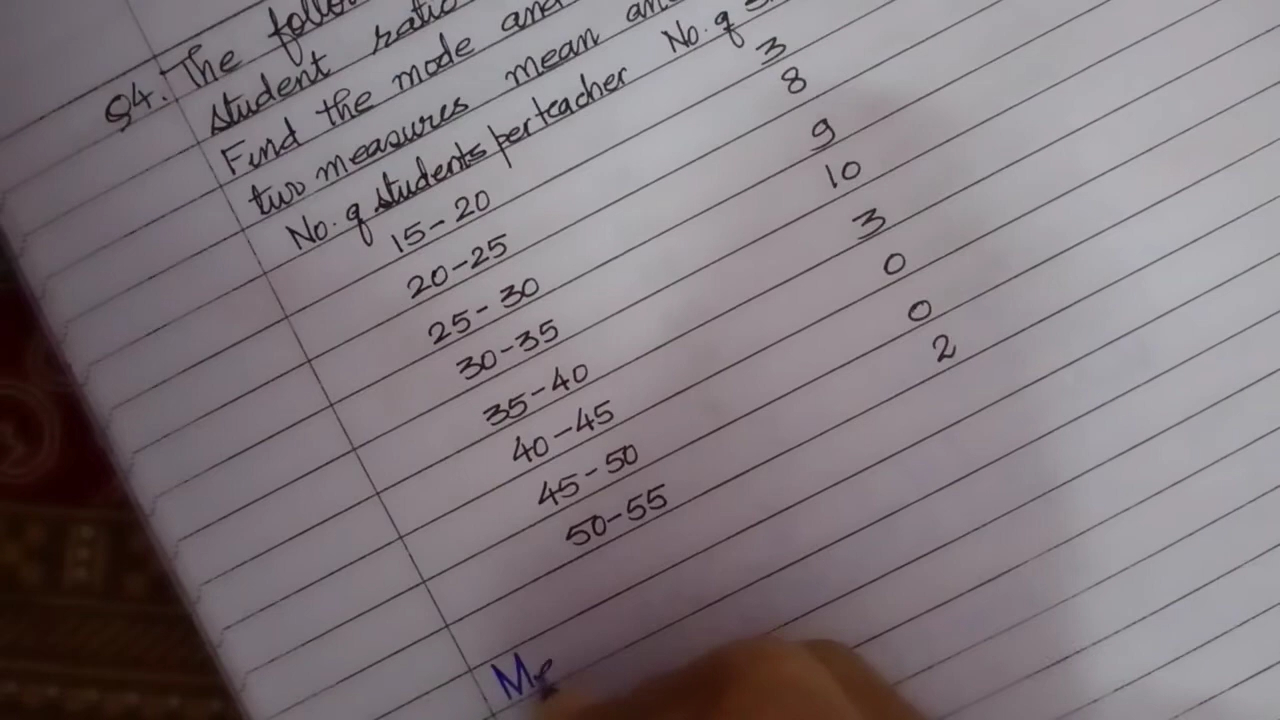 Q4. The
student ratio
Find the mode and
two measures mean
No. of students per teacher No. of
15-20 3
20-25 8
25-30 9
30-35 10
35-40 3
40-45 0
45-50 0
50-55 2
Me